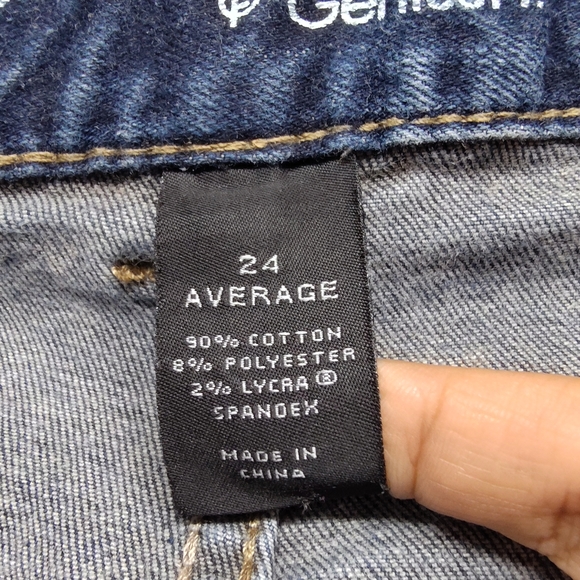 24
AVERAGE
90% COTTON
8% POLYESTER
2% LYCRA®
SPANDEX
MADE IN
CHINA